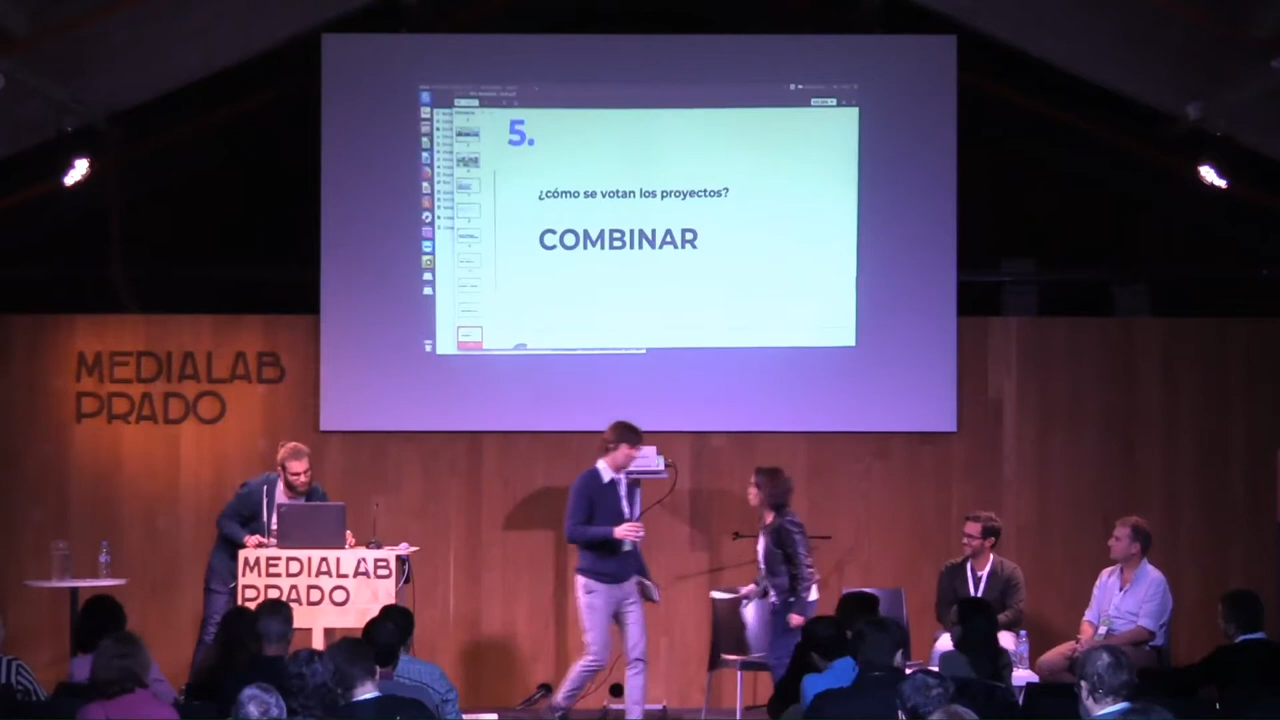 5.
¿cómo se votan los proyectos?
COMBINAR
MEDIALAB
PRADO
MEDIALAB
PRADO